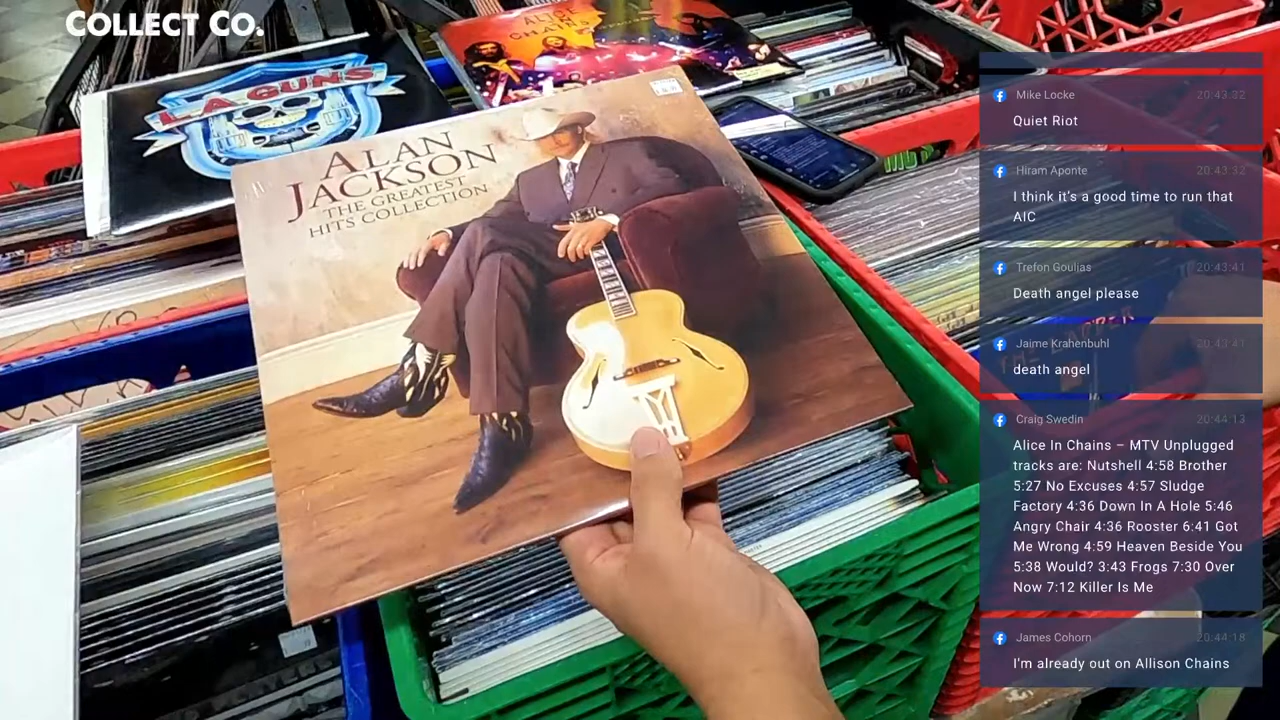 COLLECT CO.
L.A. GUNS
ALICE
CHAINS
ALAN
JACKSON
THE GREATEST
HITS COLLECTION
Mike Locke 20:43:32
Quiet Riot
Hiram Aponte 20:43:32
I think it's a good time to run that
AIC
Trefon Goulias 20:43:41
Death angel please
Jaime Krahenbuhl 20:43:47
death angel
Craig Swedin 20:44:13
Alice In Chains – MTV Unplugged
tracks are: Nutshell 4:58 Brother
5:27 No Excuses 4:57 Sludge
Factory 4:36 Down In A Hole 5:46
Angry Chair 4:36 Rooster 6:41 Got
Me Wrong 4:59 Heaven Beside You
5:38 Would? 3:43 Frogs 7:30 Over
Now 7:12 Killer Is Me
James Cohorn 20:44:18
I'm already out on Allison Chains